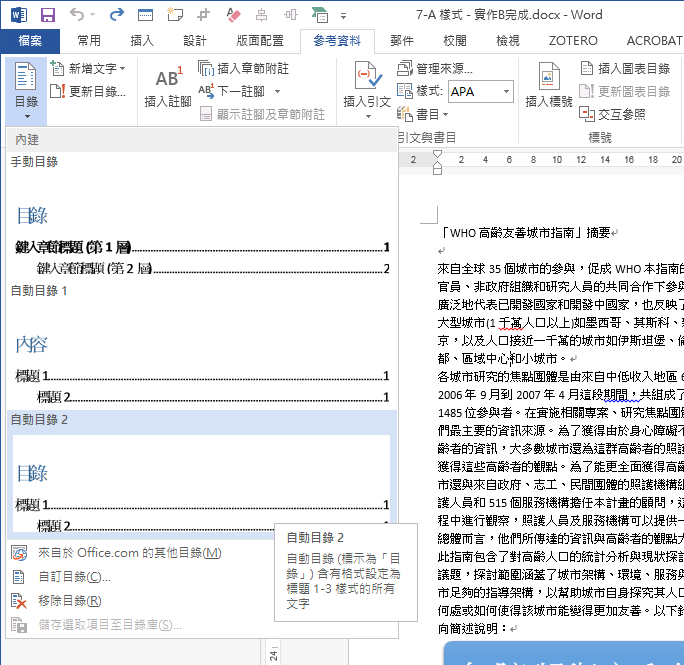 7-A 樣式 - 實作B完成.docx - Word
檔案 常用 插入 設計 版面配置 參考資料 郵件 校閱 檢視 ZOTERO ACROBAT
目錄
新增文字
更新目錄...
AB1
插入註腳
插入章節附註
下一註腳
顯示註腳及章節附註
插入引文
管理來源...
樣式: APA
書目
引文與書目
插入標號
插入圖表目錄
更新圖表目錄
交互參照
標號
內建
手動目錄
目錄
鍵入章節標題 (第 1 層)1
鍵入章節標題 (第 2 層)2
自動目錄 1
內容
標題 11
標題 21
自動目錄 2
目錄
標題 11
標題 21
來自於 Office.com 的其他目錄(M)
自訂目錄(C)...
移除目錄(R)
儲存選取項目至目錄庫(S)...
自動目錄 2
自動目錄 (標示為「目
錄」) 含有格式設定為
標題 1-3 樣式的所有
文字
2 2 4 6 8 10 12 14 16 18 20
24
「WHO 高齡友善城市指南」摘要
來自全球 35 個城市的參與，促成 WHO 本指南的
官員、非政府組織和研究人員的共同合作下參與
廣泛地代表已開發國家和開發中國家，也反映了
大型城市(1 千萬人口以上)如墨西哥、其斯科、
京，以及人口接近一千萬的城市如伊斯坦堡、倫
都、區域中心和小城市。
各城市研究的焦點團體是由來自中低收入地區 6
2006 年 9 月到 2007 年 4 月這段期間，共組成了
1485 位參與者。在實施相關專案、研究焦點團體
們最主要的資訊來源。為了獲得由於身心障礙不
齡者的資訊，大多數城市還為這群高齡者的照護
獲得這些高齡者的觀點。為了能更全面獲得高齡
市還與來自政府、志工、民間團體的照護機構組
護人員和 515 個服務機構擔任本計畫的顧問，這
程中進行觀察，照護人員及服務機構可以提供一
總體而言，他們所傳達的資訊與高齡者的觀點大
此指南包含了對高齡人口的統計分析與現狀探討
議題，探討範圍涵蓋了城市架構、環境、服務與
市足夠的指導架構，以幫助城市自身探究其人口
何處或如何使得該城市能變得更加友善。以下針
向簡述說明：